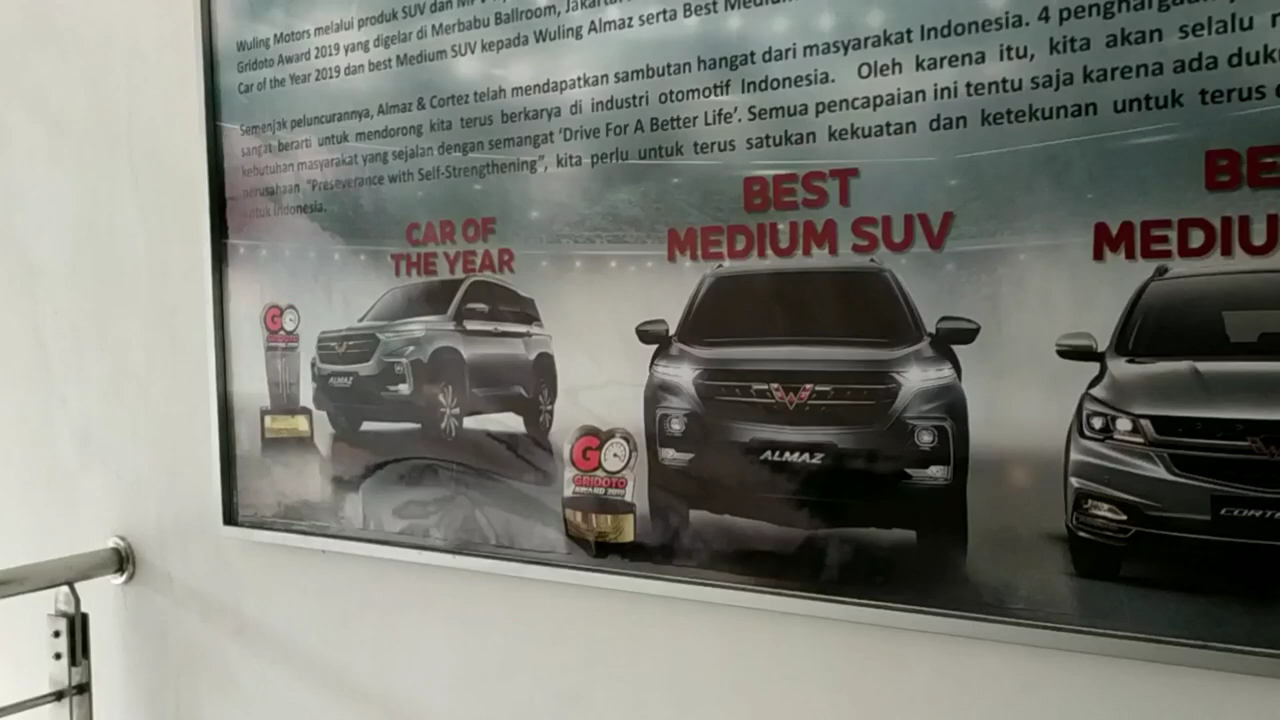 Wuling Motors melalui produk SUV dan
Gridoto Award 2019 yang digelar di Merbabu Ballroom, Jakarta
Car of the Year 2019 dan best Medium SUV kepada Wuling Almaz serta Best Medium
Semenjak peluncurannya, Almaz & Cortez telah mendapatkan sambutan hangat dari masyarakat Indonesia. 4
sangat berarti untuk mendorong kita terus berkarya di industri otomotif Indonesia. Oleh karena itu, kita akan selalu
kebutuhan masyarakat yang sejalan dengan semangat 'Drive For A Better Life'. Semua pencapaian ini tentu saja karena ada
perusahaan "Preseverance with Self-Strengthening", kita perlu untuk terus satukan kekuatan dan ketekunan untuk terus
untuk Indonesia.
CAR OF
THE YEAR
BEST
MEDIUM SUV
BE
MEDIU
GO
ALMAZ
GO
GRIDOTO
AWARD 2019
ALMAZ
CORT